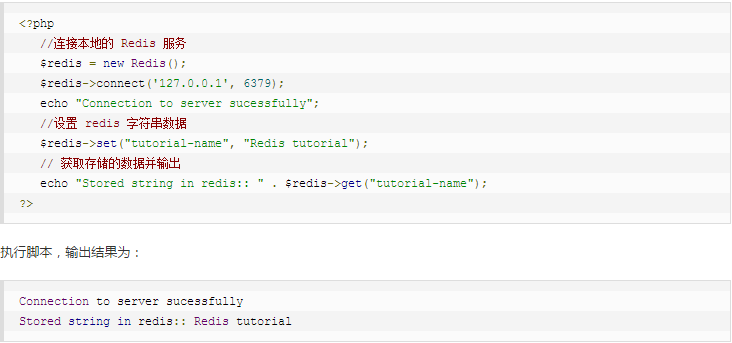 <?php
//连接本地的 Redis 服务
$redis = new Redis();
$redis->connect('127.0.0.1', 6379);
echo "Connection to server sucessfully";
//设置 redis 字符串数据
$redis->set("tutorial-name", "Redis tutorial");
// 获取存储的数据并输出
echo "Stored string in redis:: " . $redis->get("tutorial-name");
?>
执行脚本，输出结果为：
Connection to server sucessfully
Stored string in redis:: Redis tutorial